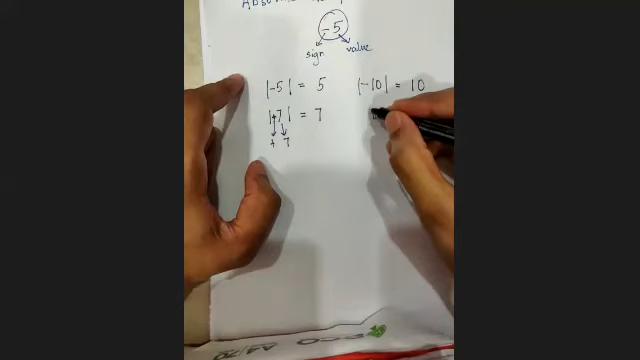 -5
sign value
|-5| = 5 |-10| = 10
|+7| = 7
+ 7